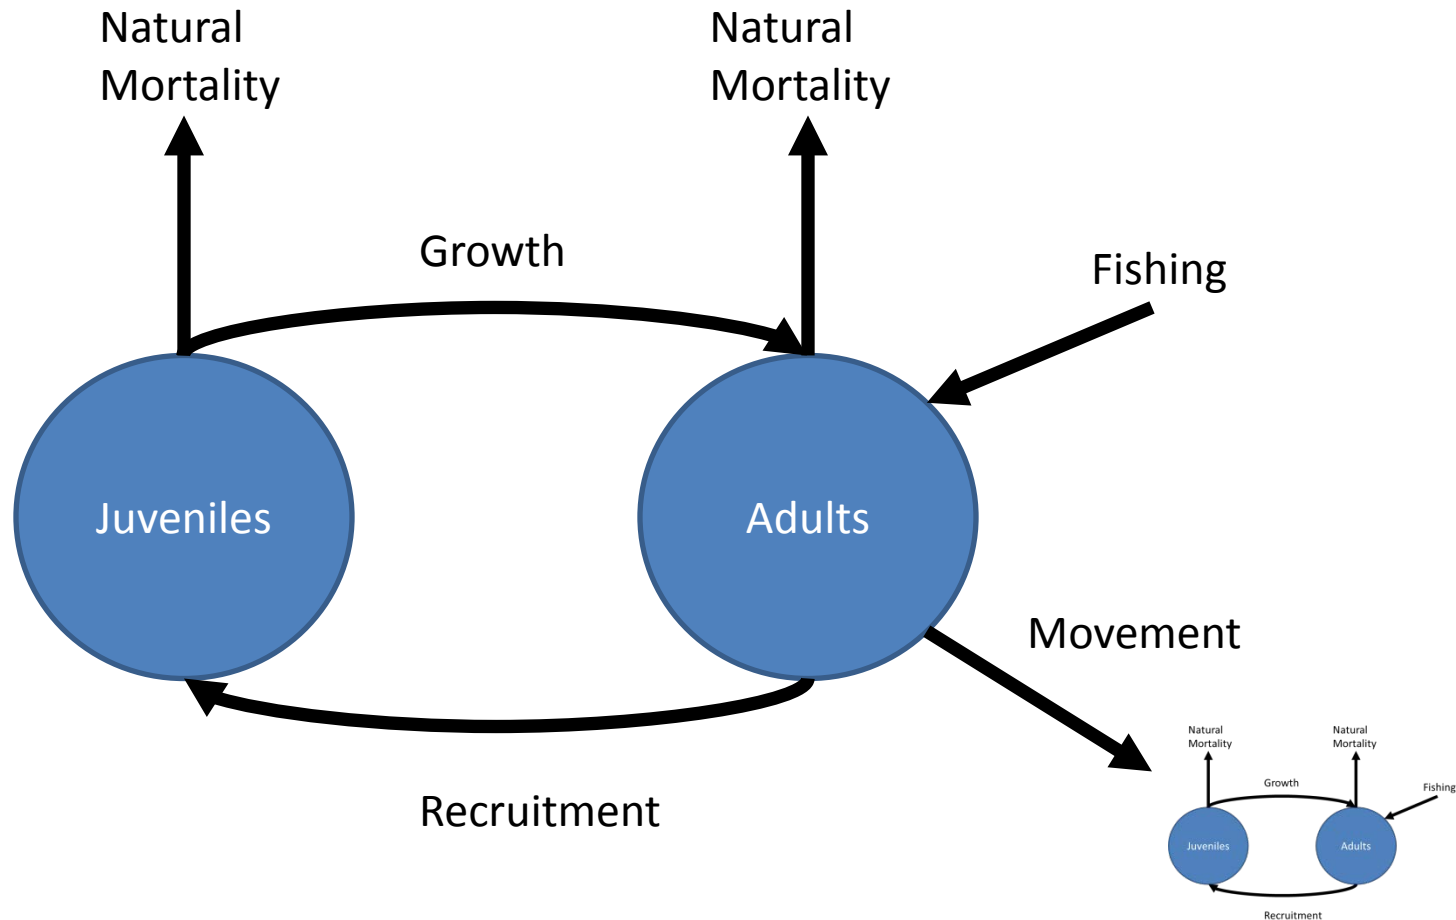 Natural
Mortality
Natural
Mortality
Growth
Fishing
Juveniles
Adults
Movement
Recruitment
Natural
Mortality
Natural
Mortality
Growth
Fishing
Juveniles
Adults
Recruitment